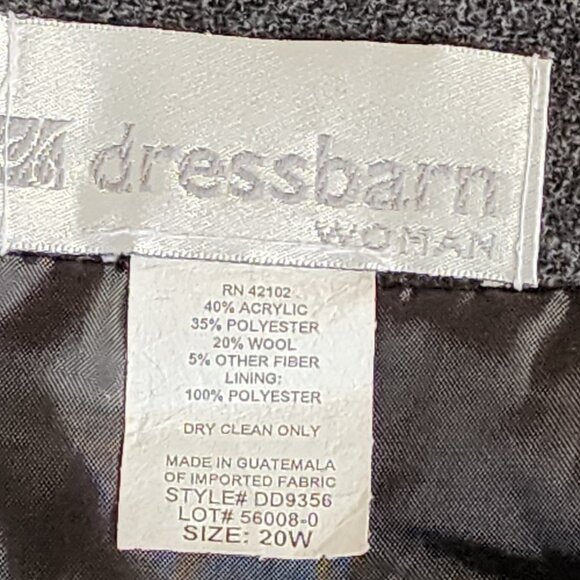 dressbarn
WOMAN
RN 42102
40% ACRYLIC
35% POLYESTER
20% WOOL
5% OTHER FIBER
LINING:
100% POLYESTER
DRY CLEAN ONLY
MADE IN GUATEMALA
OF IMPORTED FABRIC
STYLE# DD9356
LOT# 56008-0
SIZE: 20W